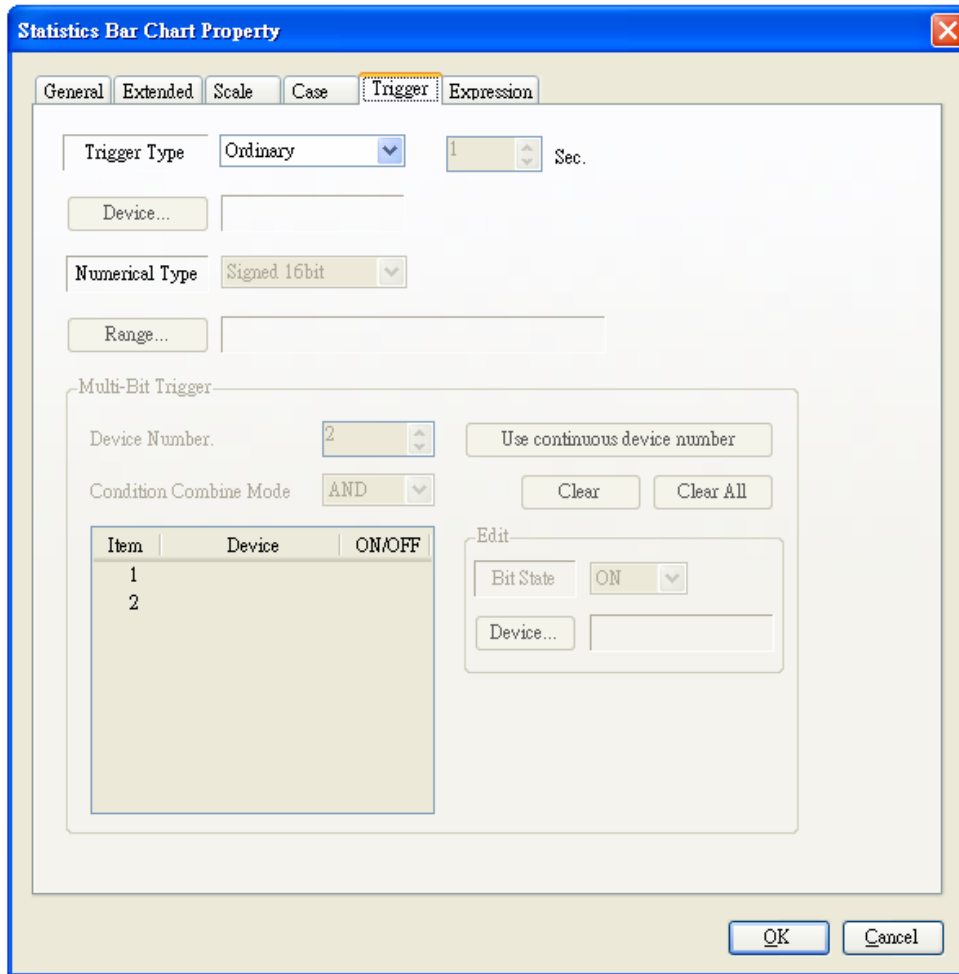 Statistics Bar Chart Property
General Extended Scale Case Trigger Expression
Trigger Type Ordinary 1 Sec.
Device...
Numerical Type Signed 16bit
Range...
Multi-Bit Trigger
Device Number. 2 Use continuous device number
Condition Combine Mode AND Clear Clear All
Item Device ON/OFF
1
2
Edit
Bit State ON
Device...
OK Cancel